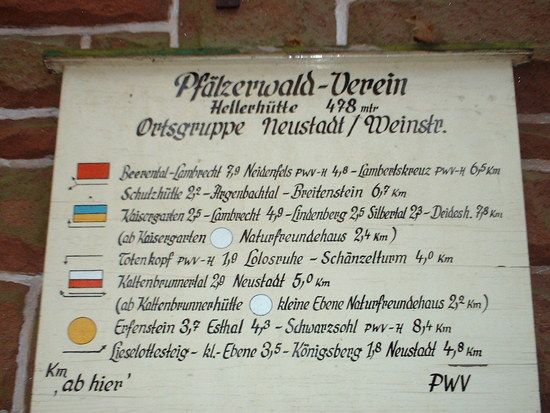 Pfälzerwald-Verein
Hellerhütte 478 mtr
Ortsgruppe Neustadt/Weinstr.
Beerental-Lambrecht 7,9 Neidenfels PWV-H 4,8-Lambertskreuz PWV-H 6,5 Km
Schutzhütte 2,2-Argenbachtal-Breitenstein 6,7 Km
Kaisergarten 2,5-Lambrecht 4,9-Lindenberg 2,5 Silbertal 2,3-Deidesh. 7,8 Km
(ab Kaisergarten Naturfreundehaus 2,4 Km)
Totenkopf PWV-H 1,9 Lolosruhe-Schänzelturm 4,0 Km
Kaltenbrunnertal 2,9 Neustadt 5,0 Km
(ab Kaltenbrunnerhütte kleine Ebene Naturfreundehaus 2,2 Km)
Erfenstein 3,7 Esthal 4,3-Schwarzsohl PWV-H 8,4 Km
Lieselottesteig-kl.-Ebene 3,5-Königsberg 1,8 Neustadt 4,8 Km
Km
'ab hier' PWV